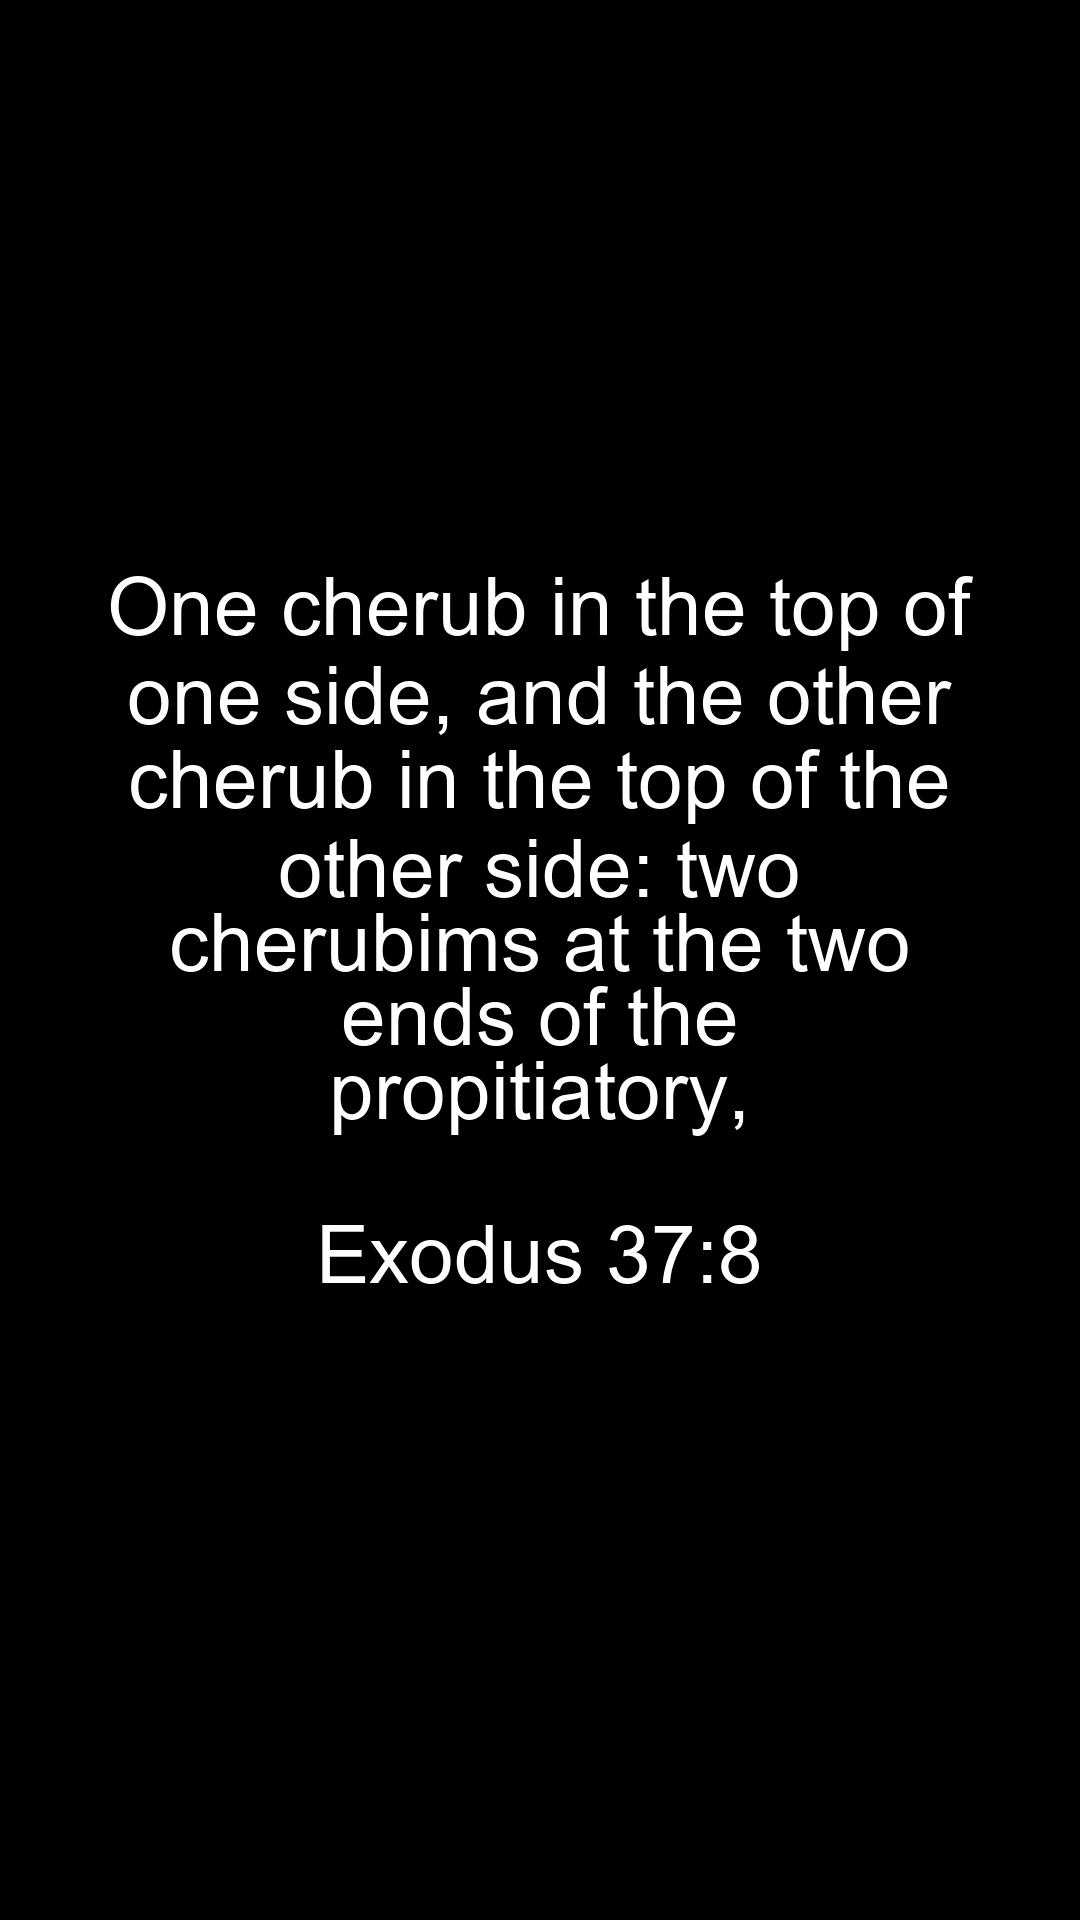 One cherub in the top of
one side, and the other
cherub in the top of the
other side: two
cherubims at the two
ends of the
propitiatory,
Exodus 37:8